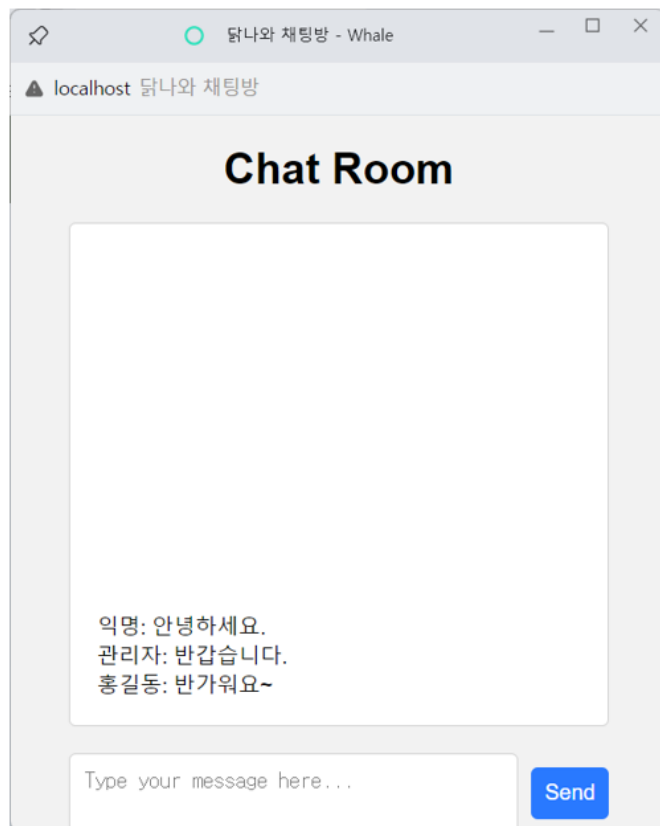 닭나와 채팅방 - Whale
localhost 닭나와 채팅방
Chat Room
익명: 안녕하세요.
관리자: 반갑습니다.
홍길동: 반가워요~
Type your message here...
Send